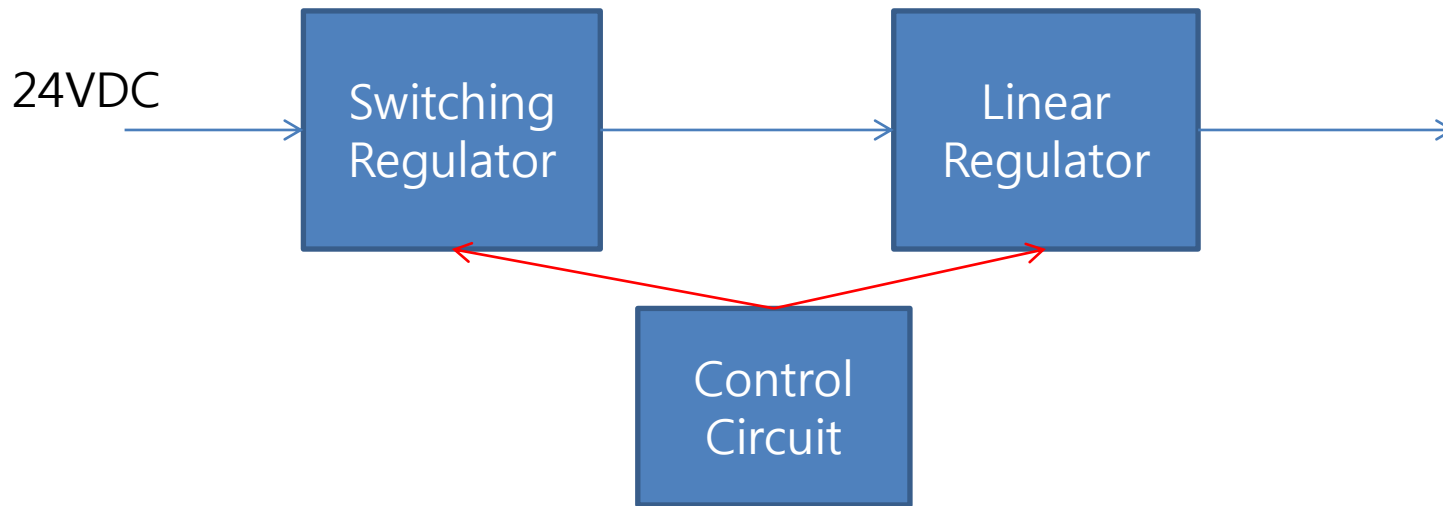 24VDC
Switching
Regulator
Linear
Regulator
Control
Circuit